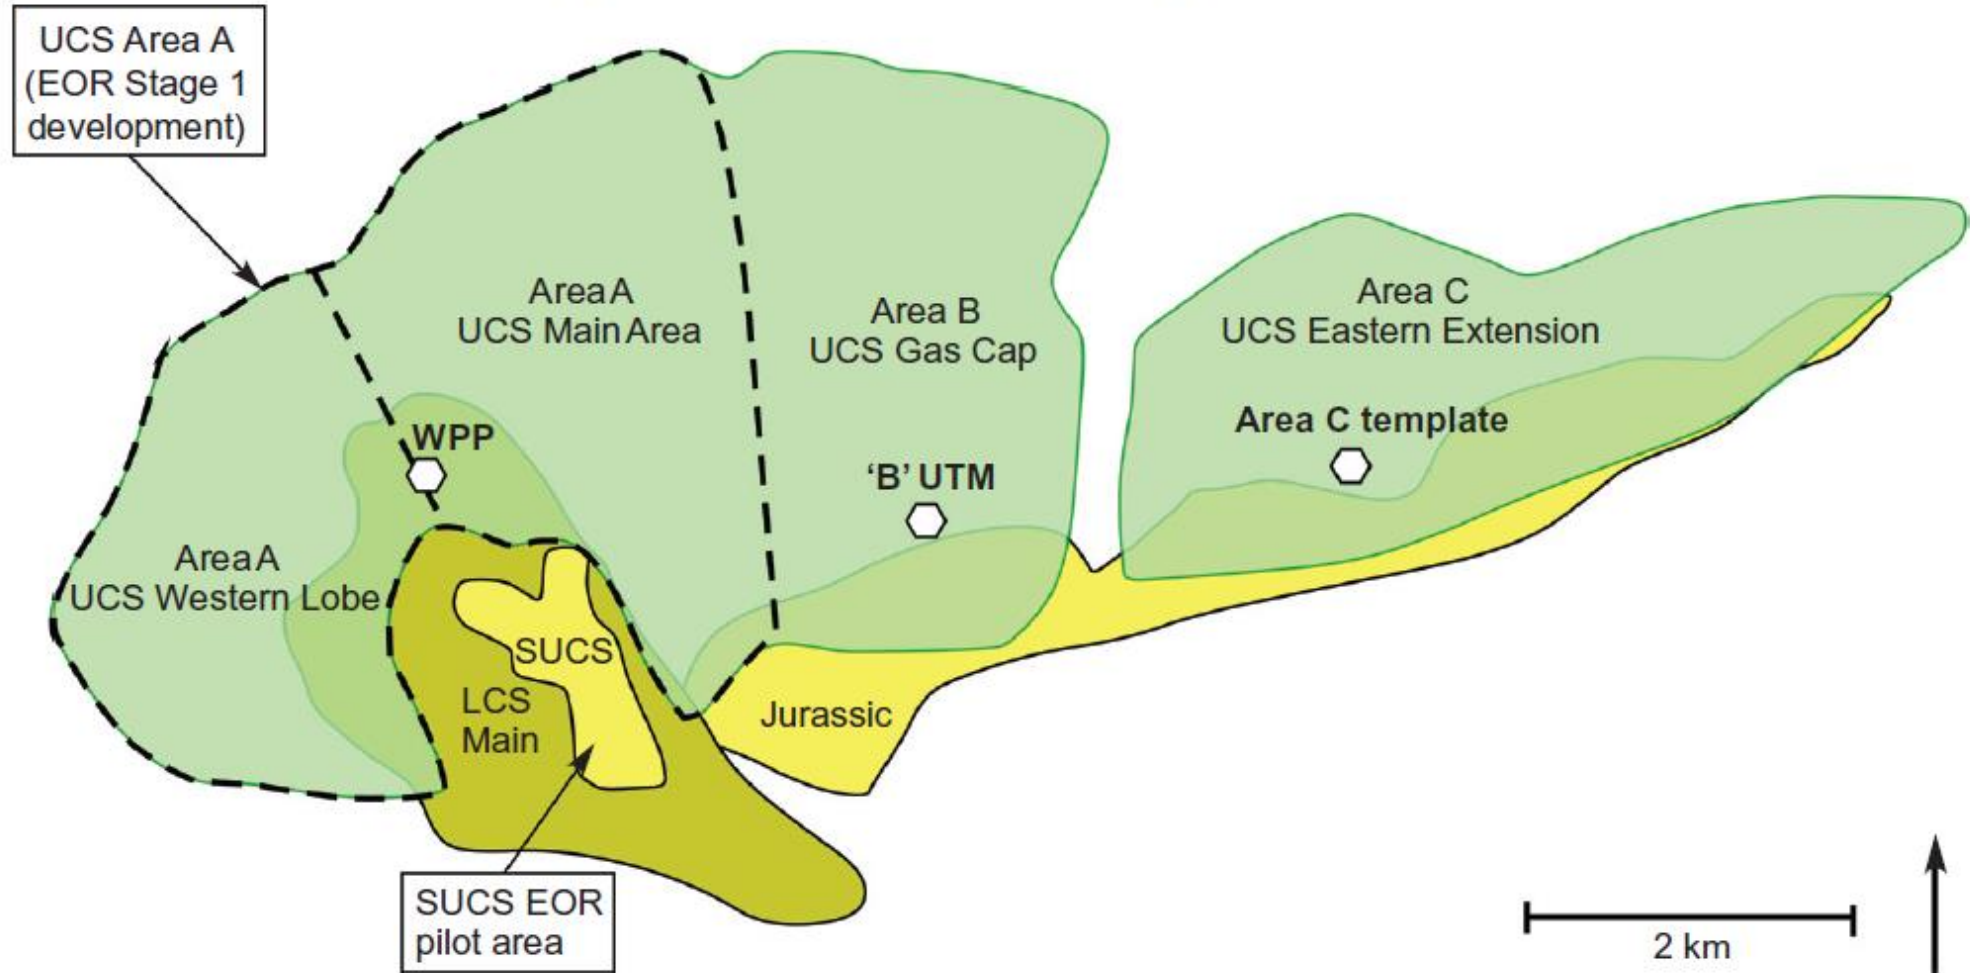 UCS Area A
(EOR Stage 1
development)
Area A
UCS Main Area
Area B
UCS Gas Cap
Area C
UCS Eastern Extension
Area C template
WPP
‘B’ UTM
Area A
UCS Western Lobe
SUCS
LCS
Main
Jurassic
SUCS EOR
pilot area
2 km